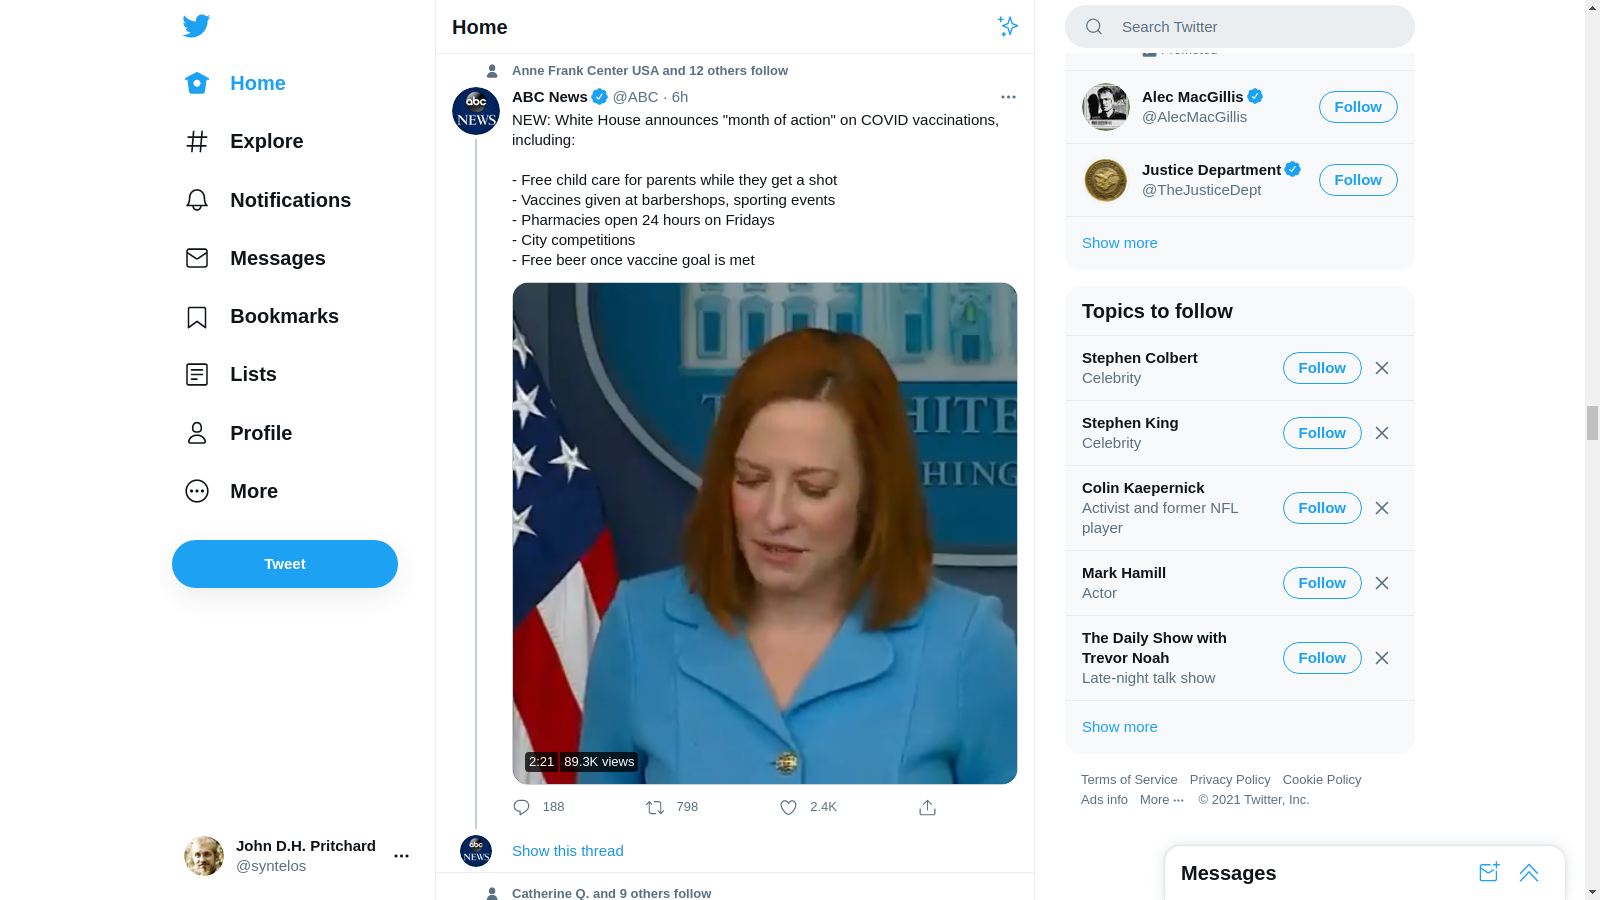 Home
Explore
Notifications
Messages
Bookmarks
Lists
Profile
More
Tweet
John D.H. Pritchard
@syntelos
Home
Anne Frank Center USA and 12 others follow
abc
NEWS
ABC News @ABC · 6h
NEW: White House announces "month of action" on COVID vaccinations,
including:
- Free child care for parents while they get a shot
- Vaccines given at barbershops, sporting events
- Pharmacies open 24 hours on Fridays
- City competitions
- Free beer once vaccine goal is met
HITE
HING
2:21 89.3K views
188 798 2.4K
abc
NEWS
Show this thread
Catherine Q. and 9 others follow
Search Twitter
Promoted
Alec MacGillis
@AlecMacGillis
Follow
Justice Department
@TheJusticeDept
Follow
Show more
Topics to follow
Stephen Colbert
Celebrity
Follow
Stephen King
Celebrity
Follow
Colin Kaepernick
Activist and former NFL
player
Follow
Mark Hamill
Actor
Follow
The Daily Show with
Trevor Noah
Late-night talk show
Follow
Show more
Terms of Service Privacy Policy Cookie Policy
Ads info More ··· © 2021 Twitter, Inc.
Messages